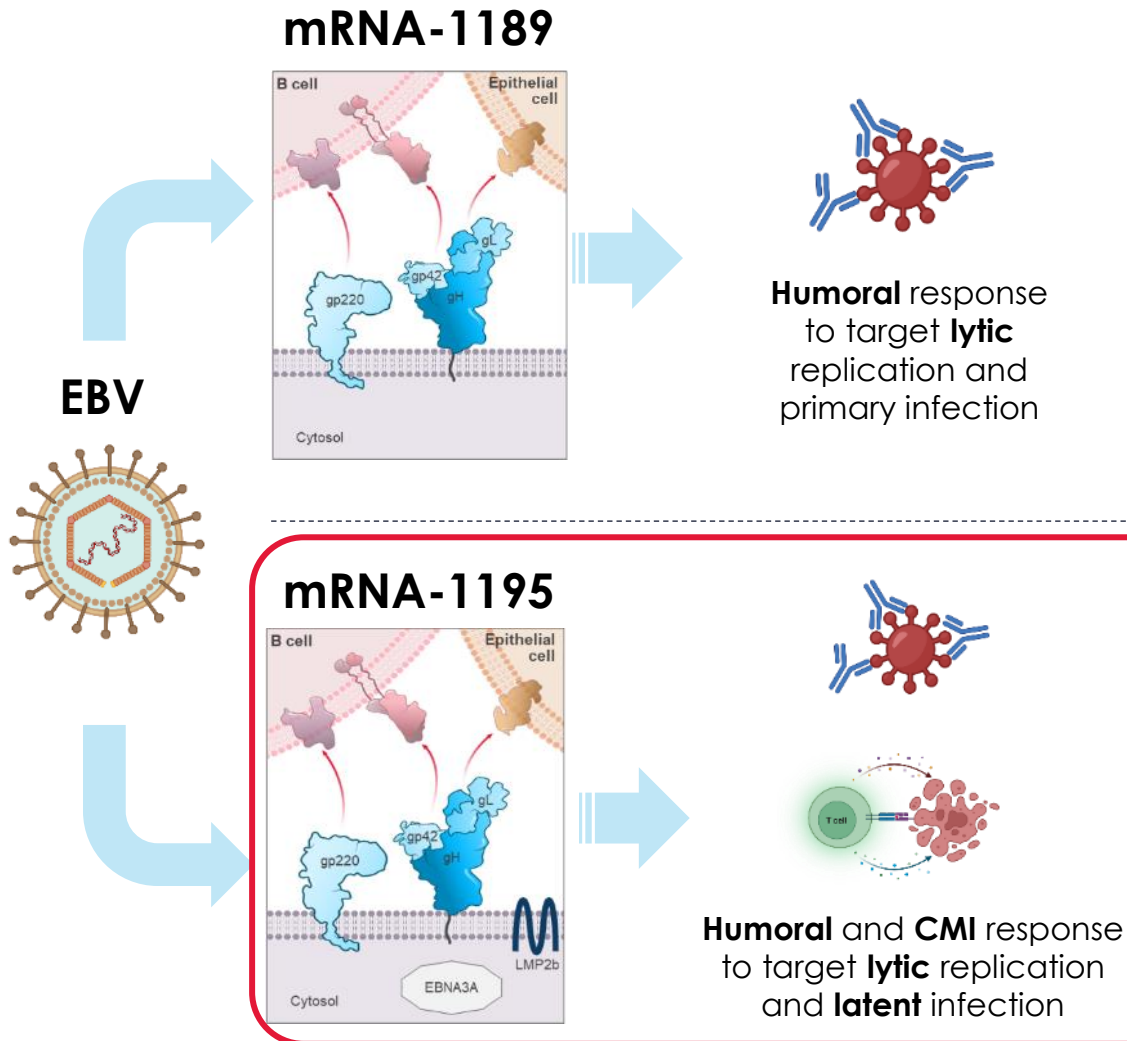 mRNA-1189
B cell
Epithelial
cell
gL
gp42
gp220
gH
Cytosol
Humoral response
to target lytic
replication and
primary infection
EBV
mRNA-1195
B cell
Epithelial
cell
gL
gp42
gp220
gH
LMP2b
EBNA3A
Cytosol
T cell
Humoral and CMI response
to target lytic replication
and latent infection